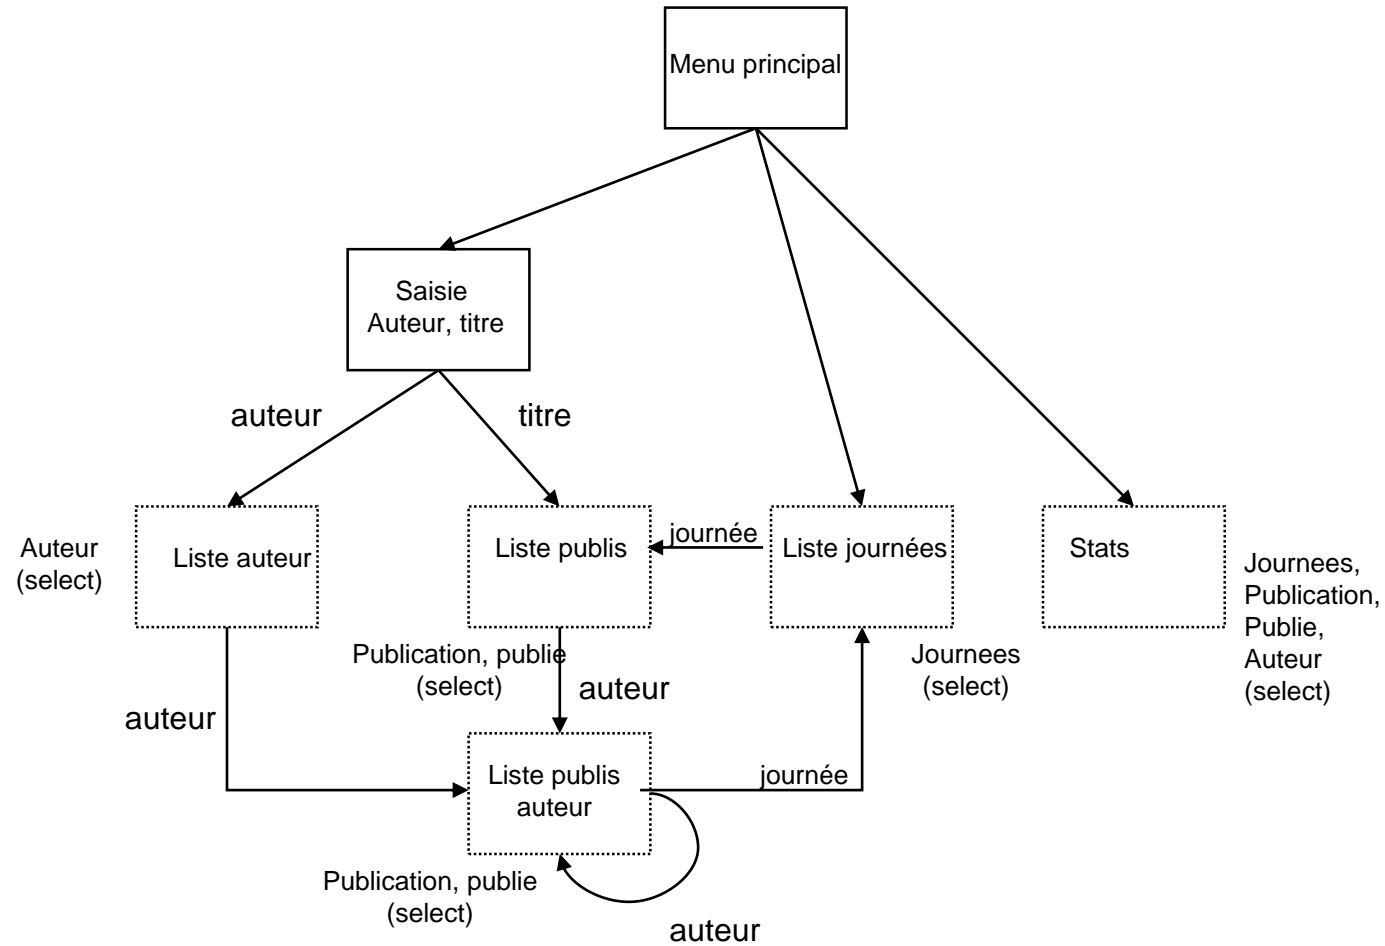 Menu principal
Saisie
Auteur, titre
auteur
titre
Auteur
(select)
Liste auteur
Liste publis
journée
Liste journées
Stats
Journees,
Publication,
Publie,
Auteur
(select)
Publication, publie
(select)
Journees
(select)
auteur
auteur
Liste publis
auteur
journée
Publication, publie
(select)
auteur